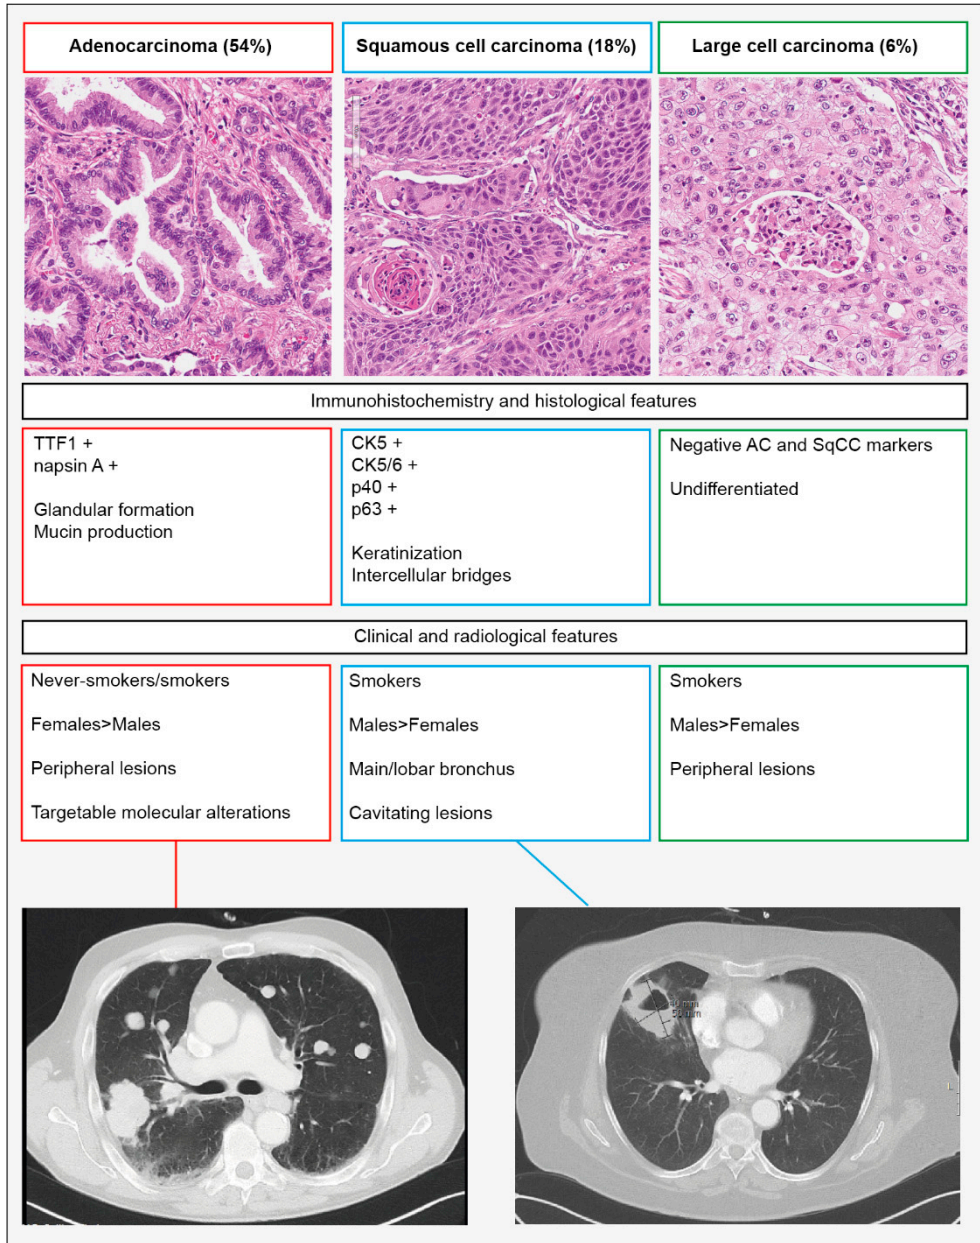 Adenocarcinoma (54%)
Squamous cell carcinoma (18%)
Large cell carcinoma (6%)
Immunohistochemistry and histological features
TTF1 +
napsin A +
Glandular formation
Mucin production
CK5 +
CK5/6 +
p40 +
p63 +
Keratinization
Intercellular bridges
Negative AC and SqCC markers
Undifferentiated
Clinical and radiological features
Never-smokers/smokers
Females>Males
Peripheral lesions
Targetable molecular alterations
Smokers
Males>Females
Main/lobar bronchus
Cavitating lesions
Smokers
Males>Females
Peripheral lesions
mm
50 mm
L